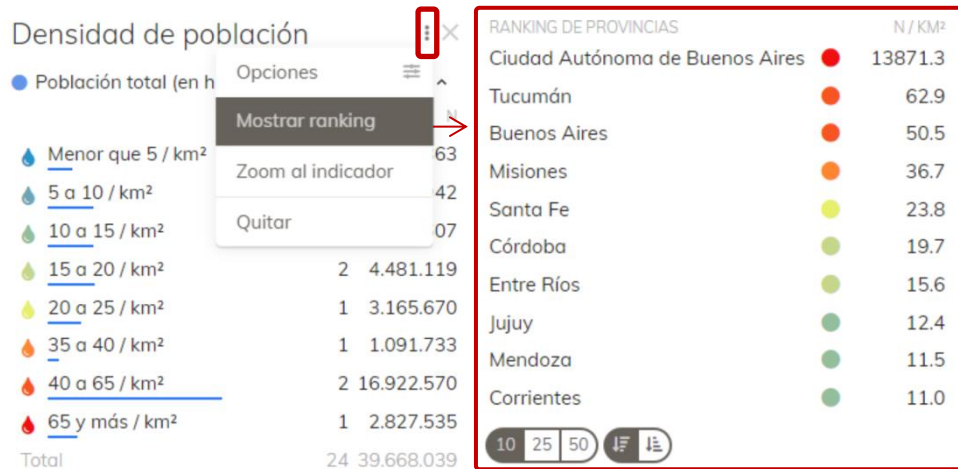 Densidad de población
Población total (en h
N
Opciones
Mostrar ranking
Zoom al indicador
Quitar
Menor que 5 / km² 63
5 a 10 / km² 42
10 a 15 / km² 07
15 a 20 / km² 2 4.481.119
20 a 25 / km² 1 3.165.670
35 a 40 / km² 1 1.091.733
40 a 65 / km² 2 16.922.570
65 y más / km² 1 2.827.535
Total 24 39.668.039
RANKING DE PROVINCIAS N / KM²
Ciudad Autónoma de Buenos Aires 13871.3
Tucumán 62.9
Buenos Aires 50.5
Misiones 36.7
Santa Fe 23.8
Córdoba 19.7
Entre Ríos 15.6
Jujuy 12.4
Mendoza 11.5
Corrientes 11.0
10 25 50